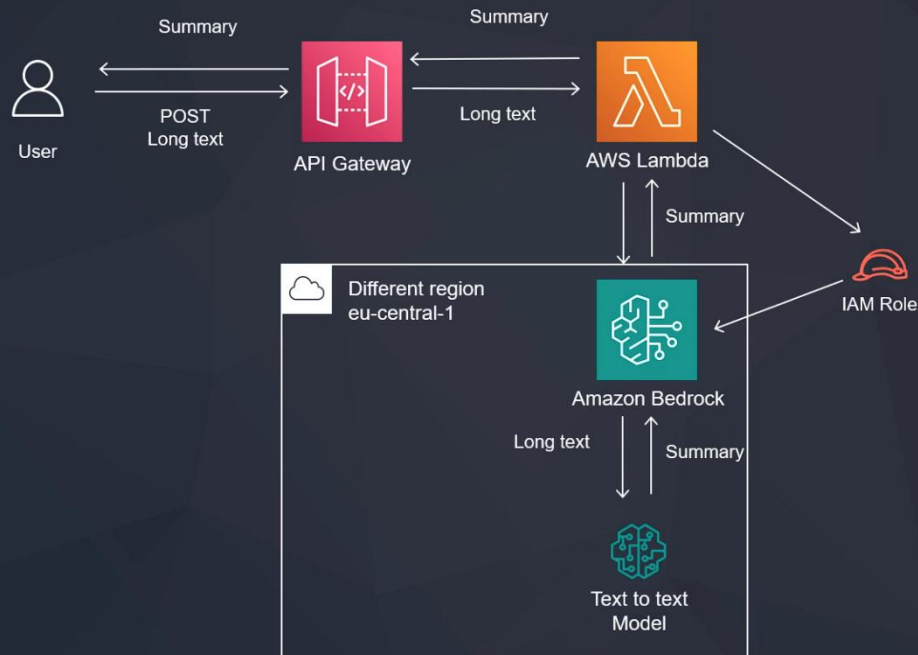 Summary
Summary
POST
Long text
Long text
User
API Gateway
AWS Lambda
Summary
Different region
eu-central-1
IAM Role
Amazon Bedrock
Long text
Summary
Text to text
Model